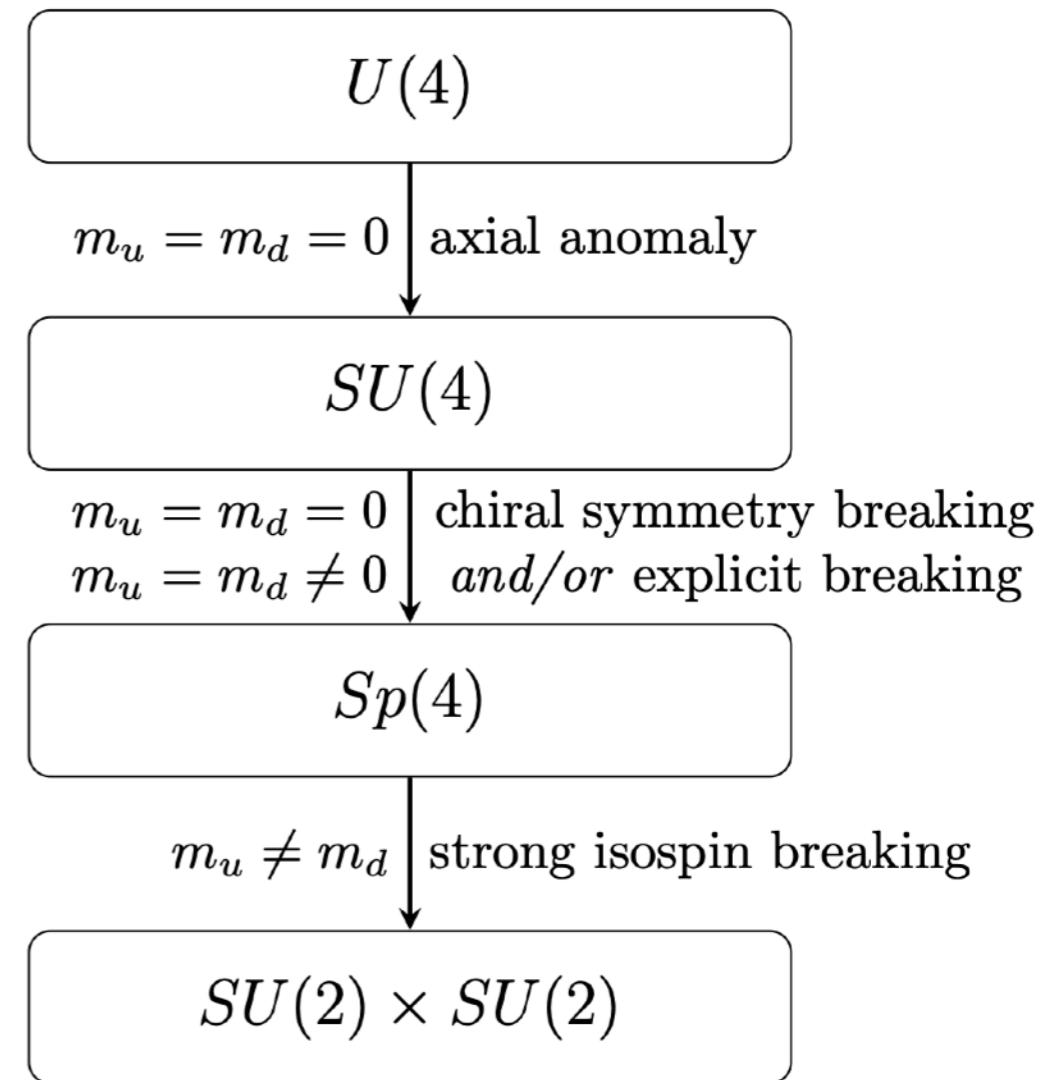 U(4)
m_u = m_d = 0 axial anomaly
SU(4)
m_u = m_d = 0 chiral symmetry breaking
m_u = m_d ≠ 0 and/or explicit breaking
Sp(4)
m_u ≠ m_d strong isospin breaking
SU(2) × SU(2)